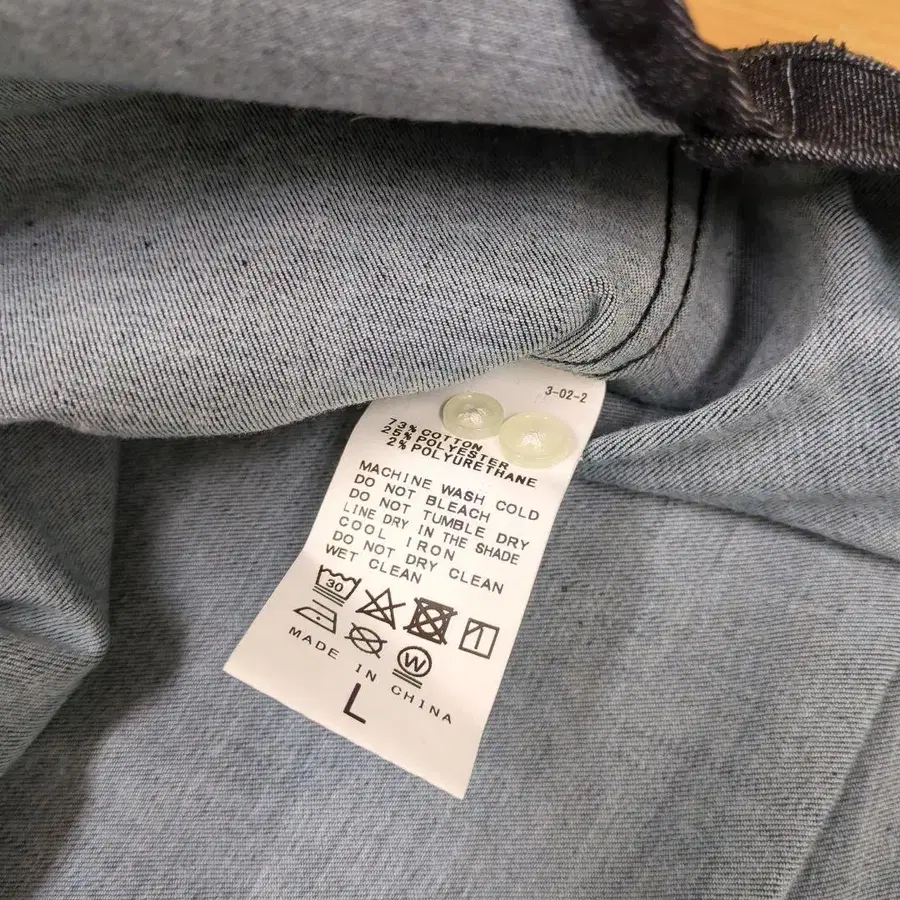 3-02-2
73% COTTON
25% POLYESTER
2% POLYURETHANE
MACHINE WASH COLD
DO NOT BLEACH
DO NOT TUMBLE DRY
LINE DRY IN THE SHADE
COOL IRON
DO NOT DRY CLEAN
WET CLEAN
30
W
MADE IN CHINA
L